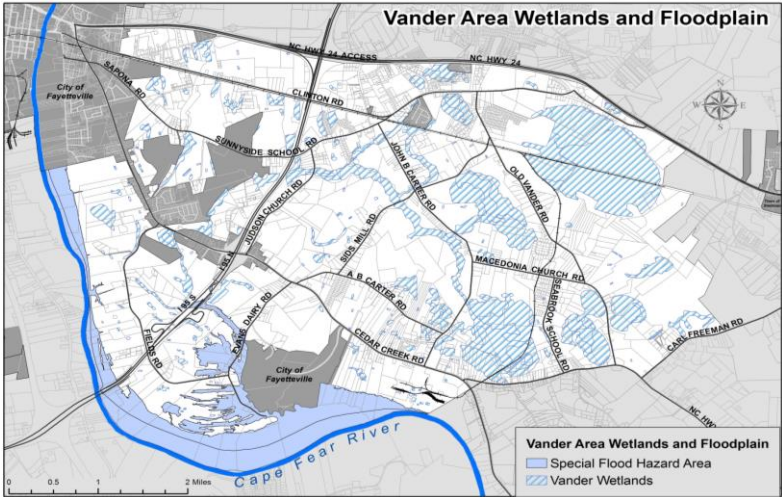 Vander Area Wetlands and Floodplain
NC HWY 24 ACCESS
NC HWY 24
City of
Fayetteville
SAPONA RD
CLINTON RD
N
W
E
S
SUNNYSIDE SCHOOL RD
JOHN B CARTER RD
OLD VANDER RD
JUDSON CHURCH RD
SIDS MILL RD
I 95 N
I 95 S
MACEDONIA CHURCH RD
A B CARTER RD
SEABROOK SCHOOL RD
EVANS DAIRY RD
FIELDS RD
CEDAR CREEK RD
CARL FREEMAN RD
City of
Fayetteville
NC HW
Cape Fear River
Vander Area Wetlands and Floodplain
Special Flood Hazard Area
Vander Wetlands
0 0.5 1 2 Miles